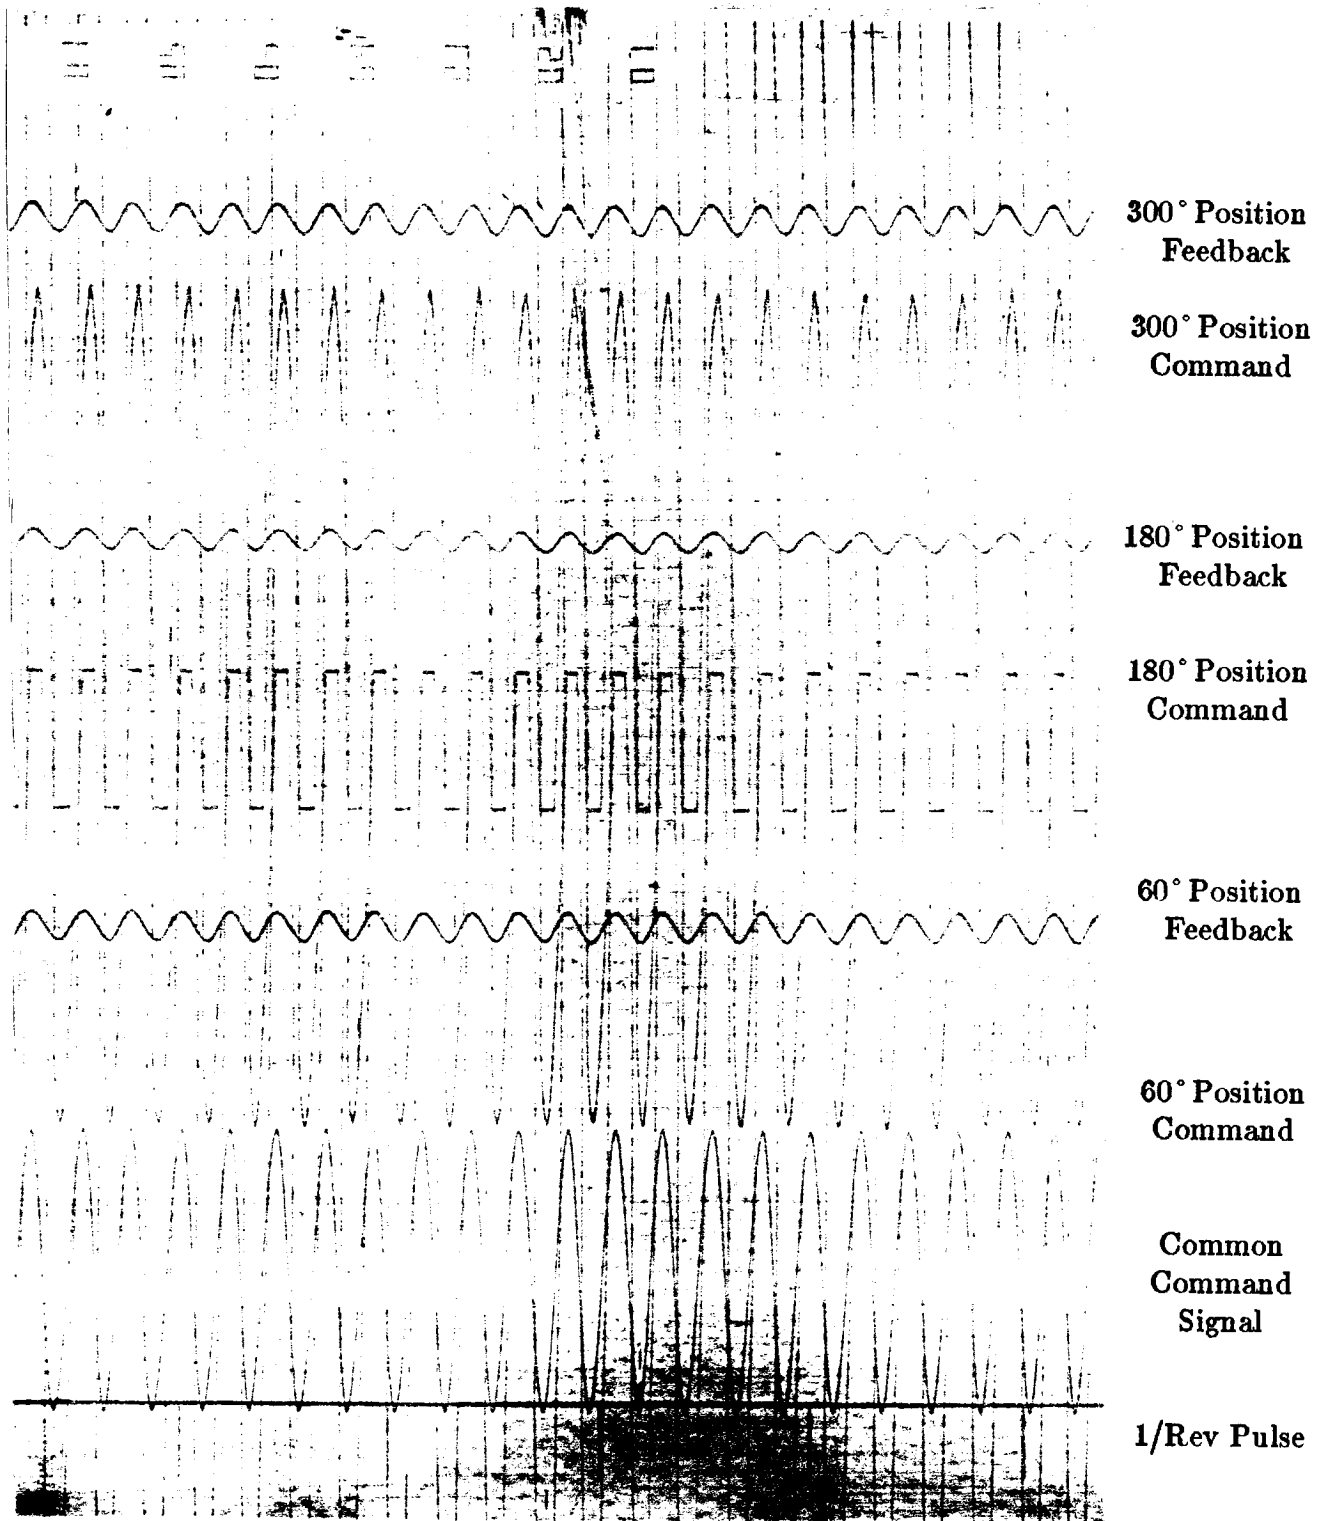 300° Position
Feedback
300° Position
Command
180° Position
Feedback
180° Position
Command
60° Position
Feedback
60° Position
Command
Common
Command
Signal
1/Rev Pulse